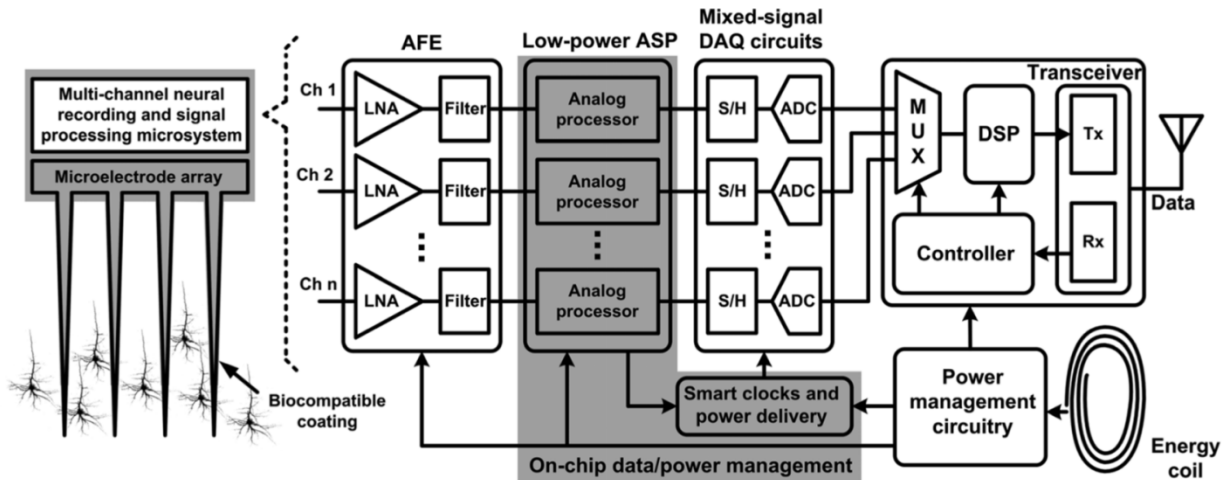 Multi-channel neural
recording and signal
processing microsystem
Microelectrode array
Biocompatible
coating
AFE
Low-power ASP
Mixed-signal
DAQ circuits
Transceiver
Ch 1
LNA
Filter
Analog
processor
S/H
ADC
Ch 2
LNA
Filter
Analog
processor
S/H
ADC
Ch n
LNA
Filter
Analog
processor
S/H
ADC
M
U
X
DSP
Tx
Rx
Controller
Data
Smart clocks and
power delivery
Power
management
circuitry
Energy
coil
On-chip data/power management